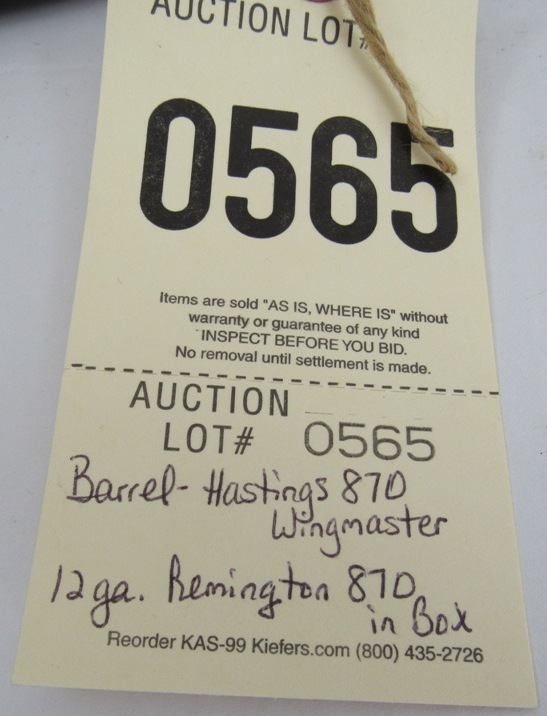 AUCTION LOT#
0565
Items are sold "AS IS, WHERE IS" without
warranty or guarantee of any kind
INSPECT BEFORE YOU BID.
No removal until settlement is made.
AUCTION
LOT# 0565
Barrel- Hastings 870
Wingmaster
12ga. Remington 870
in Box
Reorder KAS-99 Kiefers.com (800) 435-2726